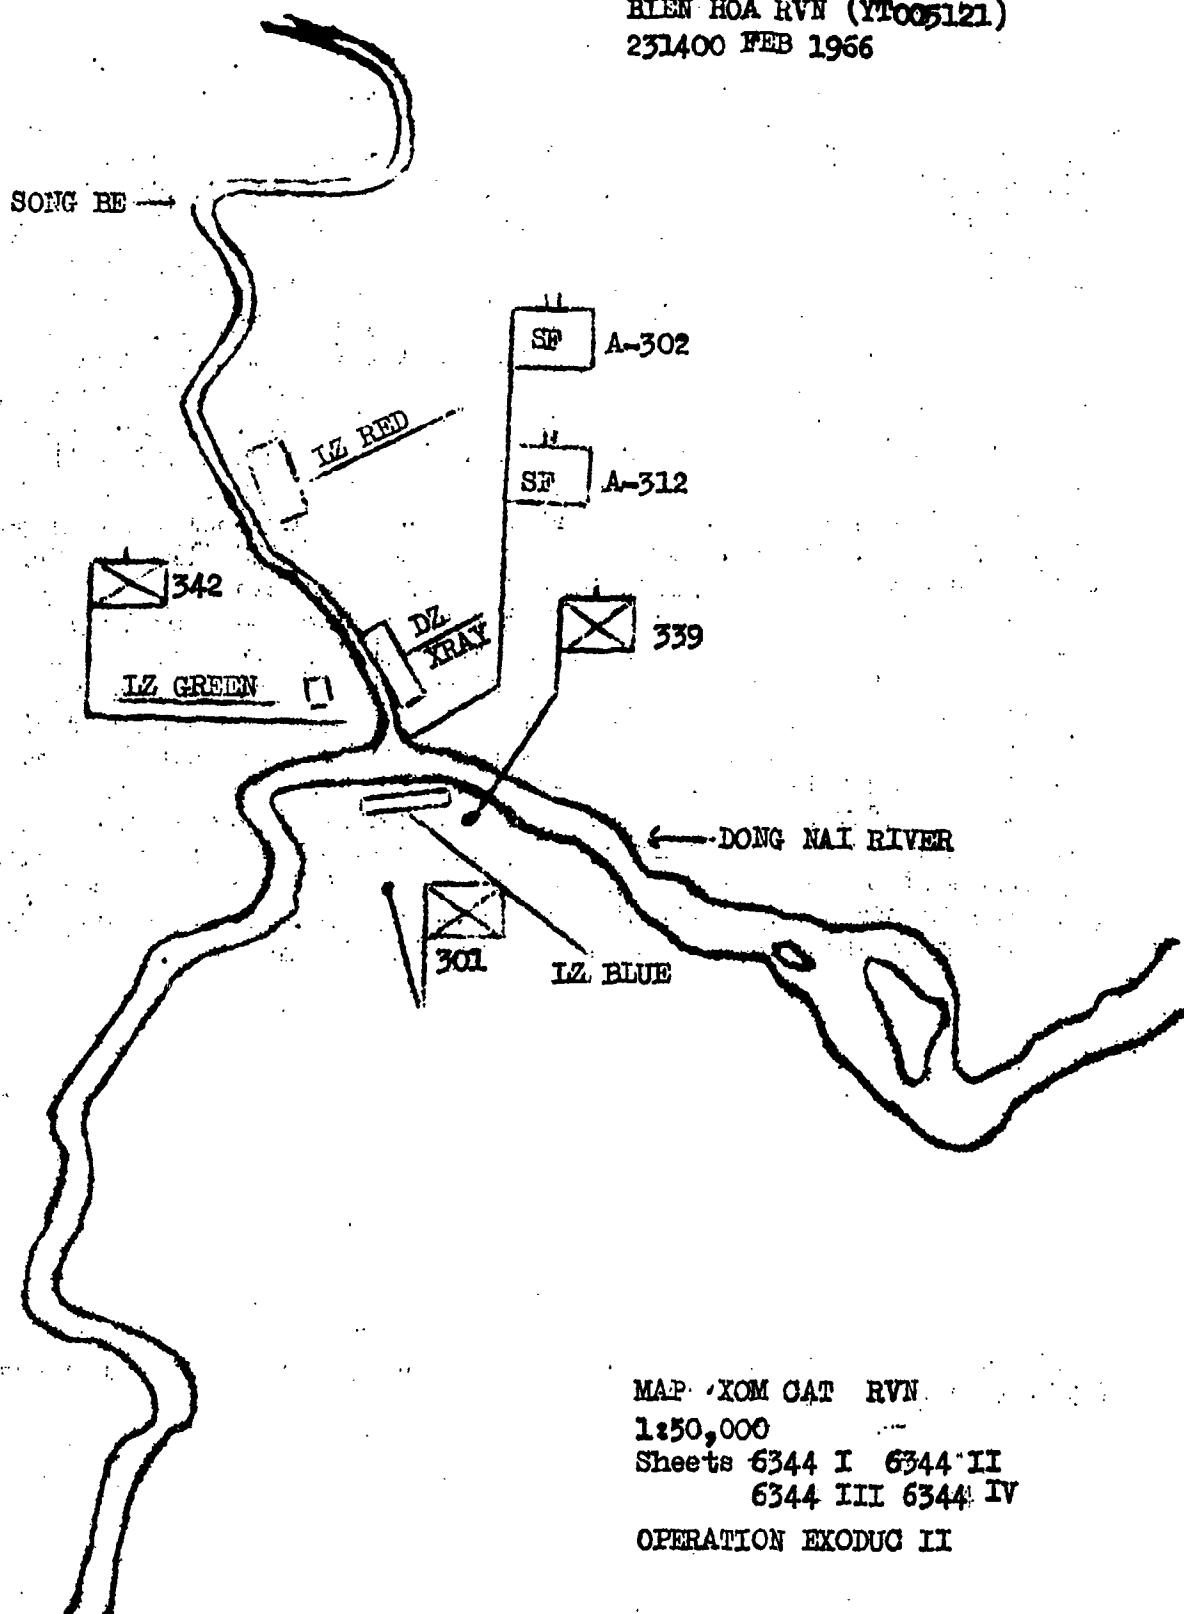 BIEN HOA RVN (YT005121)
231400 FEB 1966
SONG BE
SF A-302
LZ RED
SF A-312
342
DZ
XRAY
339
LZ GREEN
DONG NAI RIVER
301
LZ BLUE
MAP XOM CAT RVN
1:50,000
Sheets 6344 I 6344 II
6344 III 6344 IV
OPERATION EXODUC II